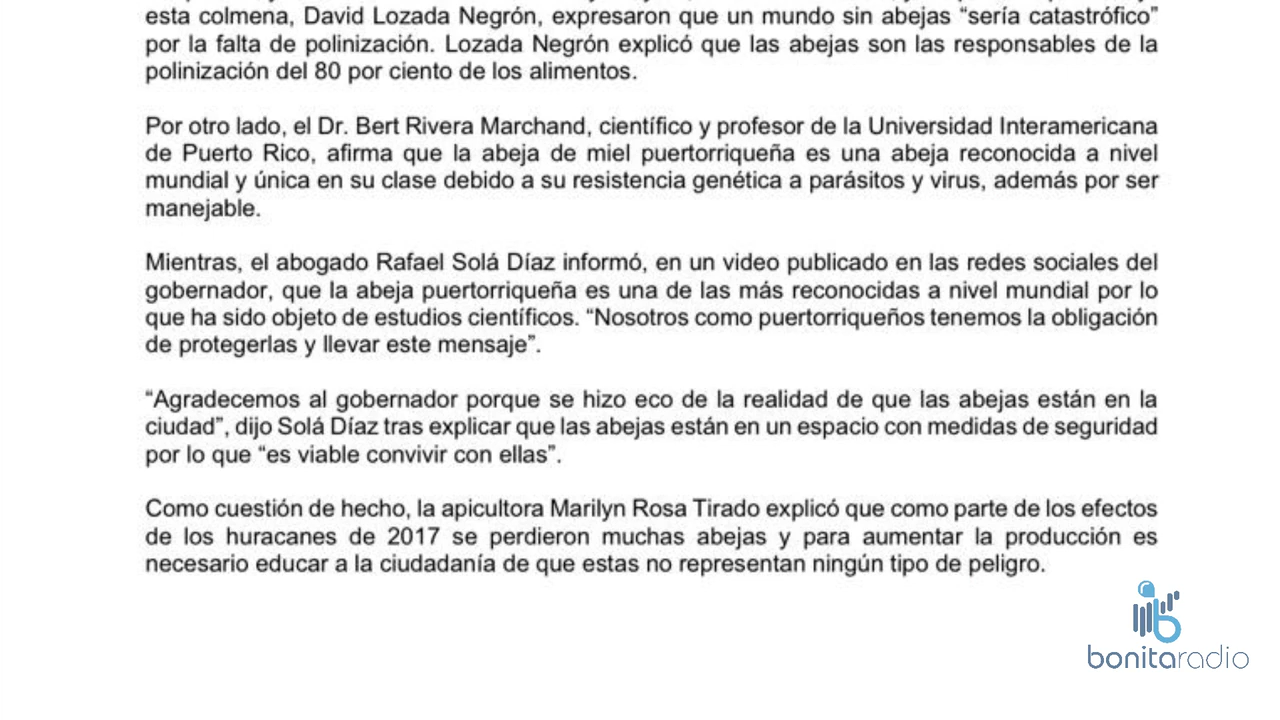 esta colmena, David Lozada Negrón, expresaron que un mundo sin abejas “sería catastrófico”
por la falta de polinización. Lozada Negrón explicó que las abejas son las responsables de la
polinización del 80 por ciento de los alimentos.
Por otro lado, el Dr. Bert Rivera Marchand, científico y profesor de la Universidad Interamericana
de Puerto Rico, afirma que la abeja de miel puertorriqueña es una abeja reconocida a nivel
mundial y única en su clase debido a su resistencia genética a parásitos y virus, además por ser
manejable.
Mientras, el abogado Rafael Solá Díaz informó, en un video publicado en las redes sociales del
gobernador, que la abeja puertorriqueña es una de las más reconocidas a nivel mundial por lo
que ha sido objeto de estudios científicos. “Nosotros como puertorriqueños tenemos la obligación
de protegerlas y llevar este mensaje”.
“Agradecemos al gobernador porque se hizo eco de la realidad de que las abejas están en la
ciudad”, dijo Solá Díaz tras explicar que las abejas están en un espacio con medidas de seguridad
por lo que “es viable convivir con ellas”.
Como cuestión de hecho, la apicultora Marilyn Rosa Tirado explicó que como parte de los efectos
de los huracanes de 2017 se perdieron muchas abejas y para aumentar la producción es
necesario educar a la ciudadanía de que estas no representan ningún tipo de peligro.
bonitaradio